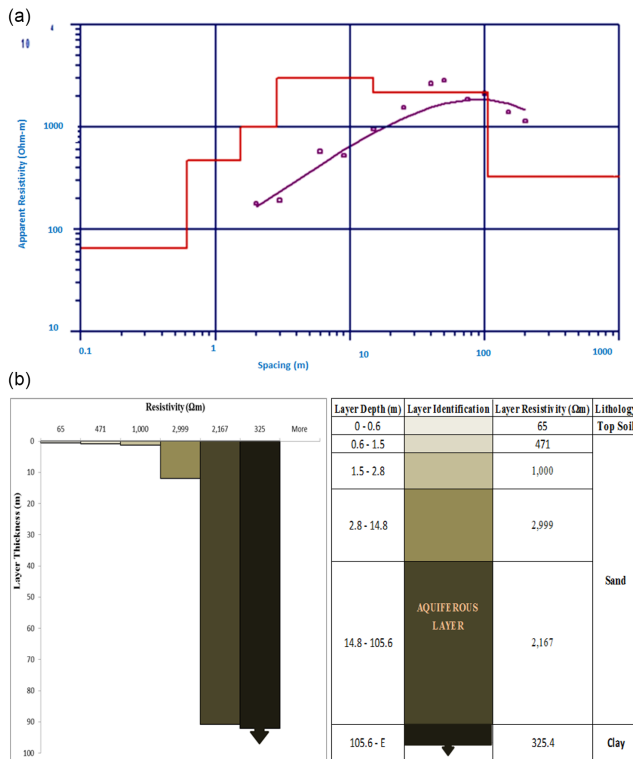 (a)
10 4
1000
100
10
Apparent Resistivity (Ohm-m)
0.1 1 10 100 1000
Spacing (m)
(b)
Resistivity (Ωm)
65 471 1,000 2,999 2,167 325 More
0
10
20
30
40
50
60
70
80
90
100
Layer Thickness (m)
Layer Depth (m) Layer Identification Layer Resistivity (Ωm) Lithology
0 - 0.6 65 Top Soil
0.6 - 1.5 471
1.5 - 2.8 1,000
2.8 - 14.8 2,999
Sand
AQUIFEROUS
LAYER
14.8 - 105.6 2,167
105.6 - E 325.4 Clay